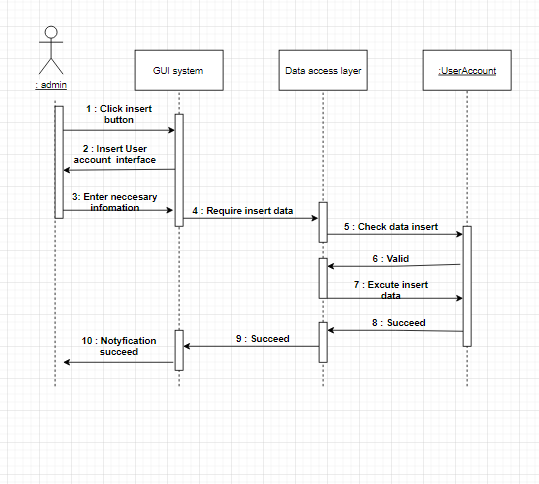 : admin
GUI system
Data access layer
:UserAccount
1 : Click insert
button
2 : Insert User
account interface
3: Enter neccesary
infomation
4 : Require insert data
5 : Check data insert
6 : Valid
7 : Excute insert
data
8 : Succeed
9 : Succeed
10 : Notyfication
succeed